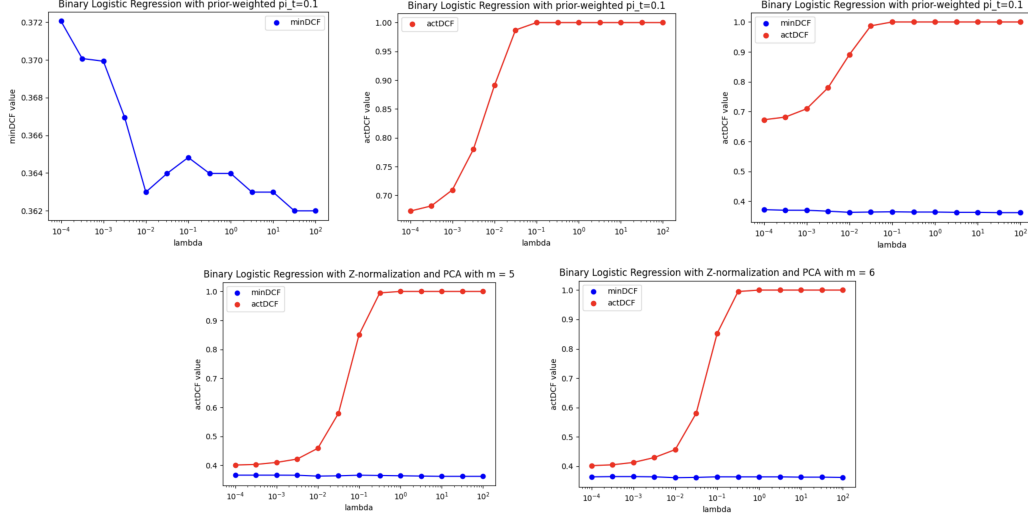 Binary Logistic Regression with prior-weighted pi_t=0.1
minDCF
0.372
0.370
0.368
0.366
0.364
0.362
minDCF value
10⁻⁴ 10⁻³ 10⁻² 10⁻¹ 10⁰ 10¹ 10²
lambda
Binary Logistic Regression with prior-weighted pi_t=0.1
actDCF
1.00
0.95
0.90
0.85
0.80
0.75
0.70
actDCF value
10⁻⁴ 10⁻³ 10⁻² 10⁻¹ 10⁰ 10¹ 10²
lambda
Binary Logistic Regression with prior-weighted pi_t=0.1
minDCF
actDCF
1.0
0.9
0.8
0.7
0.6
0.5
0.4
actDCF value
10⁻⁴ 10⁻³ 10⁻² 10⁻¹ 10⁰ 10¹ 10²
lambda
Binary Logistic Regression with Z-normalization and PCA with m = 5
minDCF
actDCF
1.0
0.9
0.8
0.7
0.6
0.5
0.4
actDCF value
10⁻⁴ 10⁻³ 10⁻² 10⁻¹ 10⁰ 10¹ 10²
lambda
Binary Logistic Regression with Z-normalization and PCA with m = 6
minDCF
actDCF
1.0
0.9
0.8
0.7
0.6
0.5
0.4
actDCF value
10⁻⁴ 10⁻³ 10⁻² 10⁻¹ 10⁰ 10¹ 10²
lambda